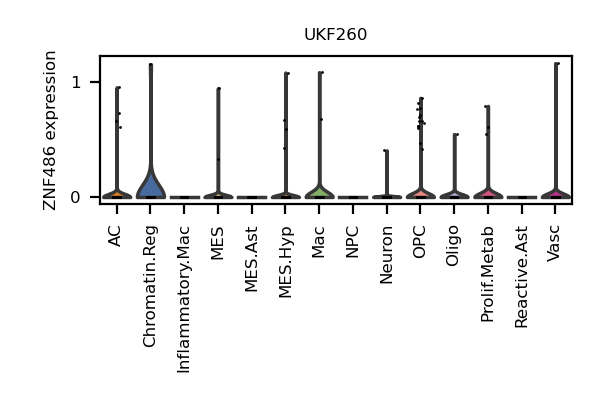 UKF260
ZNF486 expression
1
0
AC
Chromatin.Reg
Inflammatory.Mac
MES
MES.Ast
MES.Hyp
Mac
NPC
Neuron
OPC
Oligo
Prolif.Metab
Reactive.Ast
Vasc